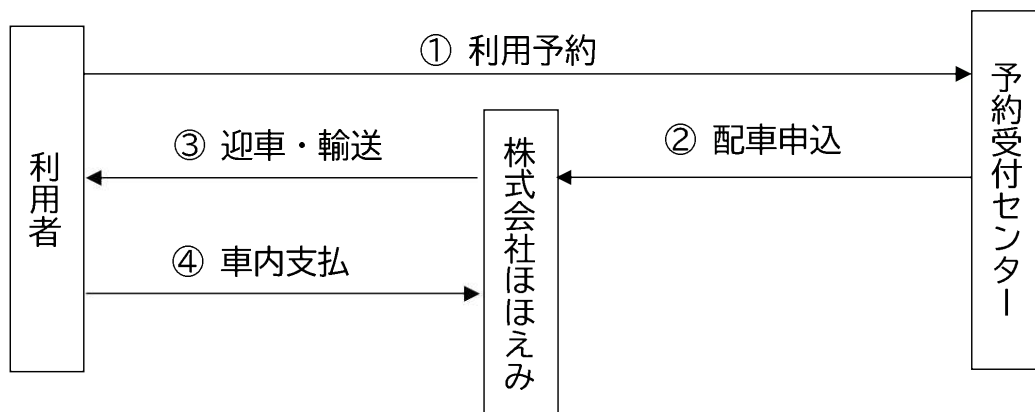 ① 利用予約
③ 迎車・輸送
② 配車申込
④ 車内支払
利用者
株式会社ほほえみ
予約受付センター